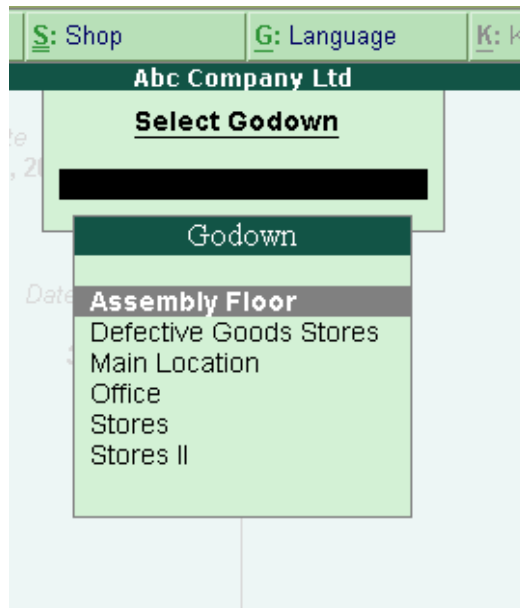 S: Shop
G: Language
K:
Abc Company Ltd
Select Godown
Godown
Assembly Floor
Defective Goods Stores
Main Location
Office
Stores
Stores II